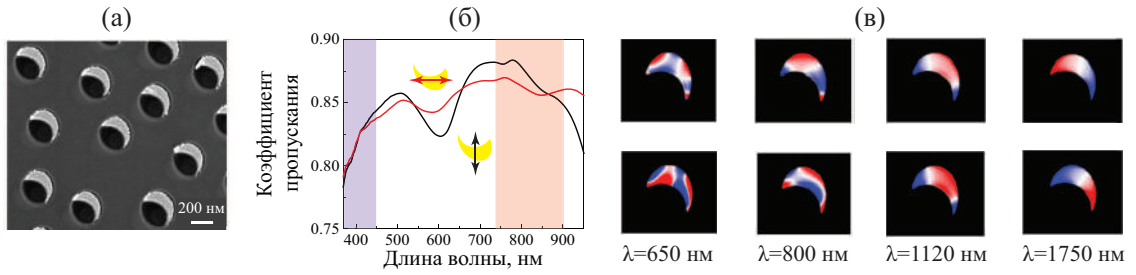 (а)
(б)
(в)
200 нм
Коэффициент
пропускания
0.90
0.85
0.80
0.75
400 500 600 700 800 900
Длина волны, нм
λ=650 нм λ=800 нм λ=1120 нм λ=1750 нм